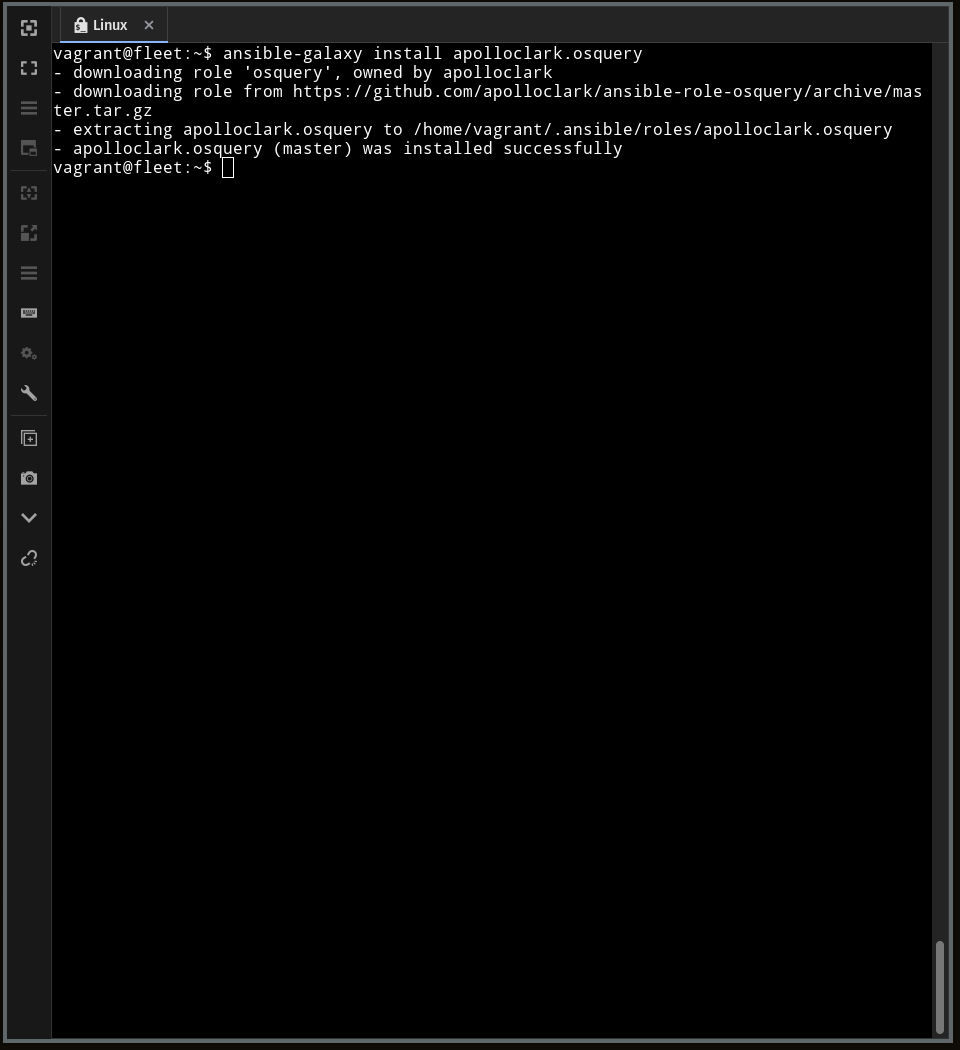 Linux
vagrant@fleet:~$ ansible-galaxy install apolloclark.osquery
- downloading role 'osquery', owned by apolloclark
- downloading role from https://github.com/apolloclark/ansible-role-osquery/archive/mas
ter.tar.gz
- extracting apolloclark.osquery to /home/vagrant/.ansible/roles/apolloclark.osquery
- apolloclark.osquery (master) was installed successfully
vagrant@fleet:~$